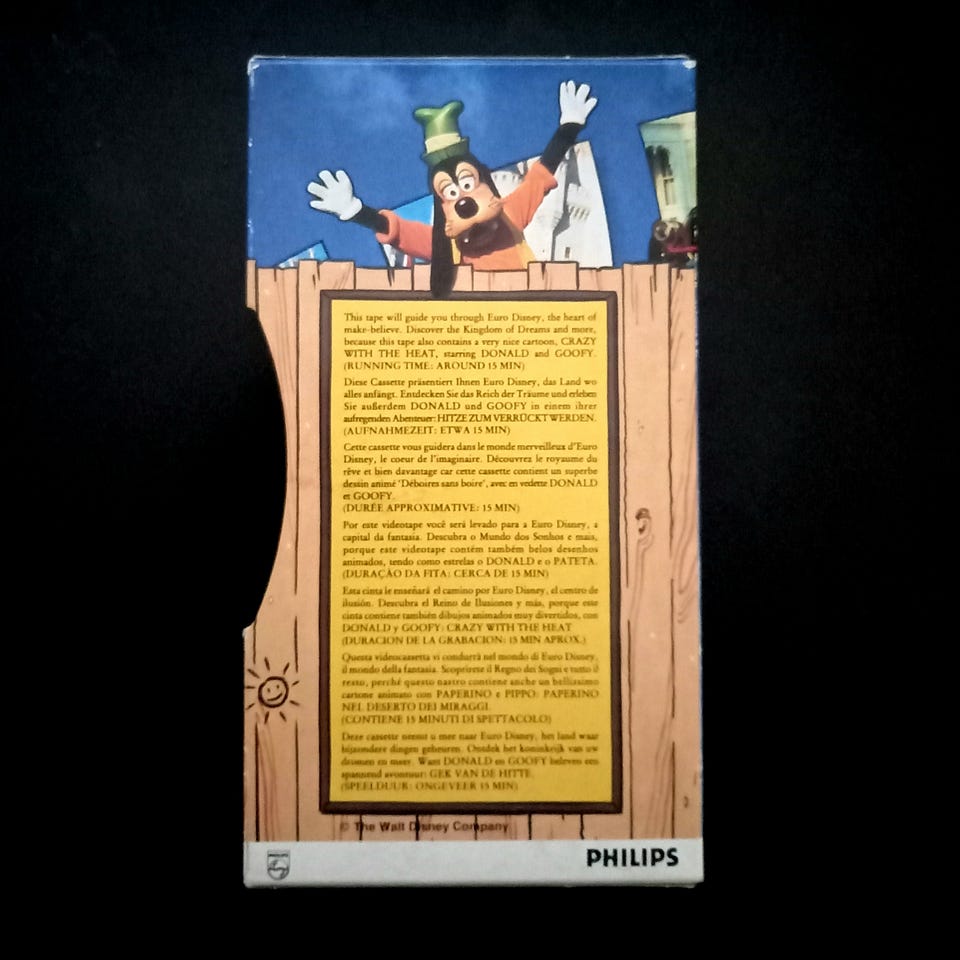 This tape will guide you through Euro Disney, the heart of
make-believe. Discover the Kingdom of Dreams and more,
because this tape also contains a very nice cartoon, CRAZY
WITH THE HEAT, starring DONALD and GOOFY.
(RUNNING TIME: AROUND 15 MIN)
Diese Cassette präsentiert Ihnen Euro Disney, das Land wo
alles anfängt. Entdecken Sie das Reich der Träume und erleben
Sie außerdem DONALD und GOOFY in einem ihrer
aufregenden Abenteuer: HITZE ZUM VERRÜCKT WERDEN.
(AUFNAHMEZEIT: ETWA 15 MIN)
Cette cassette vous guidera dans le monde merveilleux d'Euro
Disney, le coeur de l'imaginaire. Découvrez le royaume du
rêve et bien davantage car cette cassette contient un superbe
dessin animé 'Déboires sans boire', avec en vedette DONALD
et GOOFY.
(DURÉE APPROXIMATIVE: 15 MIN)
Por este videotape você será levado para a Euro Disney, a
capital da fantasia. Descubra o Mundo dos Sonhos e mais,
porque este videotape contém também belos desenhos
animados, tendo como estrelas o DONALD e o PATETA.
(DURAÇÃO DA FITA: CERCA DE 15 MIN)
Esta cinta le enseñará el camino por Euro Disney, el centro de
ilusión. Descubra el Reino de Ilusiones y más, porque este
cinta contiene también dibujos animados muy divertidos, con
DONALD y GOOFY: CRAZY WITH THE HEAT
(DURACION DE LA GRABACION: 15 MIN APROX.)
Questa videocassetta vi condurrà nel mondo di Euro Disney,
il mondo della fantasia. Scoprirete il Regno dei Sogni e tutto il
resto, perché questo nastro contiene anche un bellissimo
cartone animato con PAPERINO e PIPPO: PAPERINO
NEL DESERTO DEI MIRAGGI.
(CONTIENE 15 MINUTI DI SPETTACOLO)
Deze cassette neemt u mee naar Euro Disney, het land waar
bijzondere dingen gebeuren. Ontdek het koninkrijk van uw
dromen en meer. Want DONALD en GOOFY beleven een
spannend avontuur: GEK VAN DE HITTE.
(SPEELDUUR: ONGEVEER 15 MIN)
© The Walt Disney Company
PHILIPS